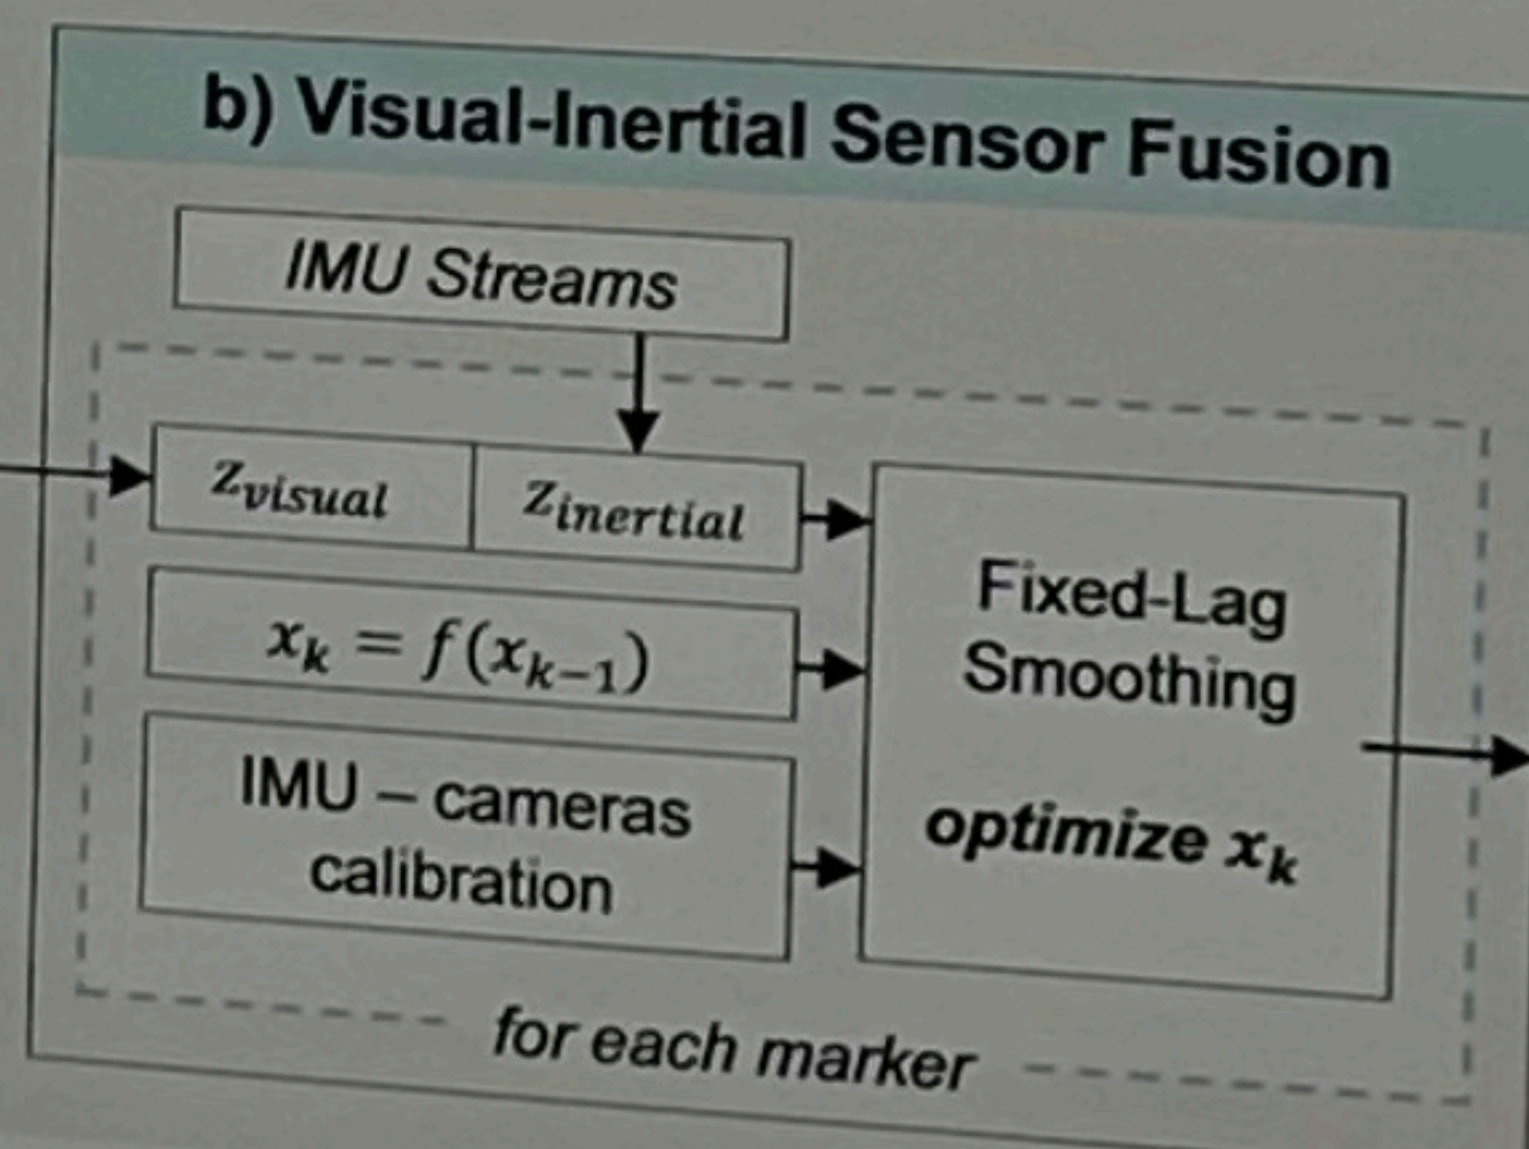 b) Visual-Inertial Sensor Fusion
IMU Streams
z_visual
z_inertial
x_k = f(x_{k-1})
IMU – cameras
calibration
Fixed-Lag
Smoothing
optimize x_k
for each marker